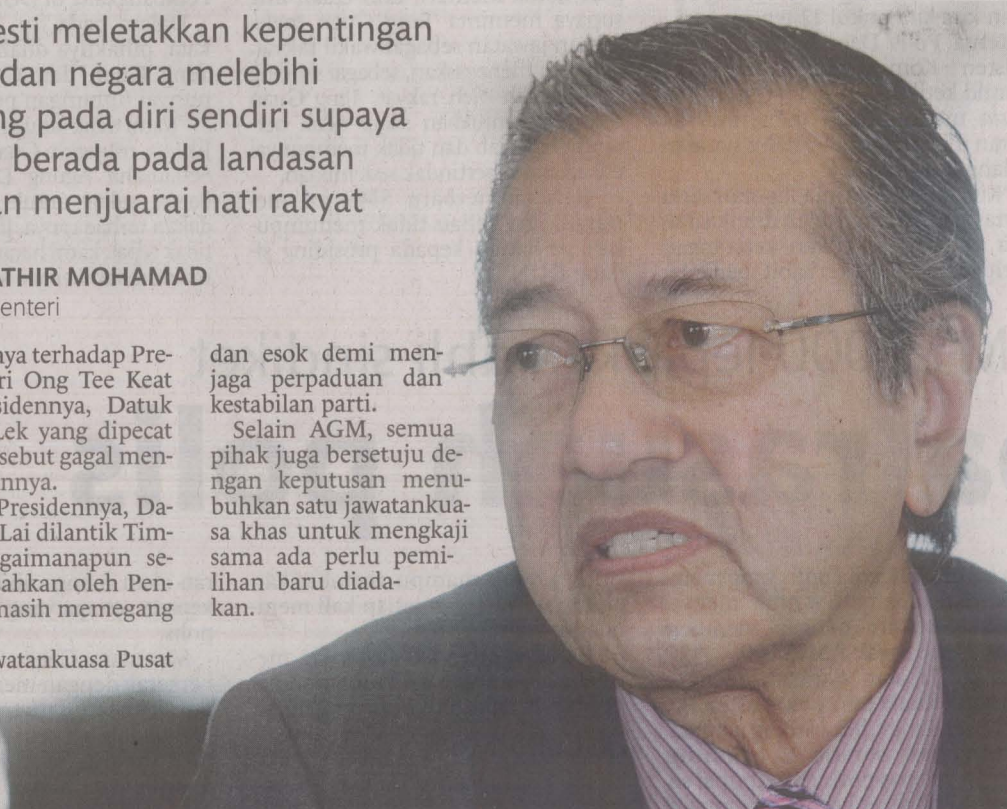 esti meletakkan kepentingan
dan negara melebihi
ng pada diri sendiri supaya
berada pada landasan
an menjuarai hati rakyat
ATHIR MOHAMAD
enteri
nya terhadap Pre-
ri Ong Tee Keat
sidennya, Datuk
Lek yang dipecat
sebut gagal men-
nnya.
Presidennya, Da-
Lai dilantik Tim-
gaimanapun se-
ahkan oleh Pen-
masih memegang
watankuasa Pusat
dan esok demi men-
jaga perpaduan dan
kestabilan parti.
Selain AGM, semua
pihak juga bersetuju de-
ngan keputusan menu-
buhkan satu jawatankua-
sa khas untuk mengkaji
sama ada perlu pemi-
lihan baru diada-
kan.